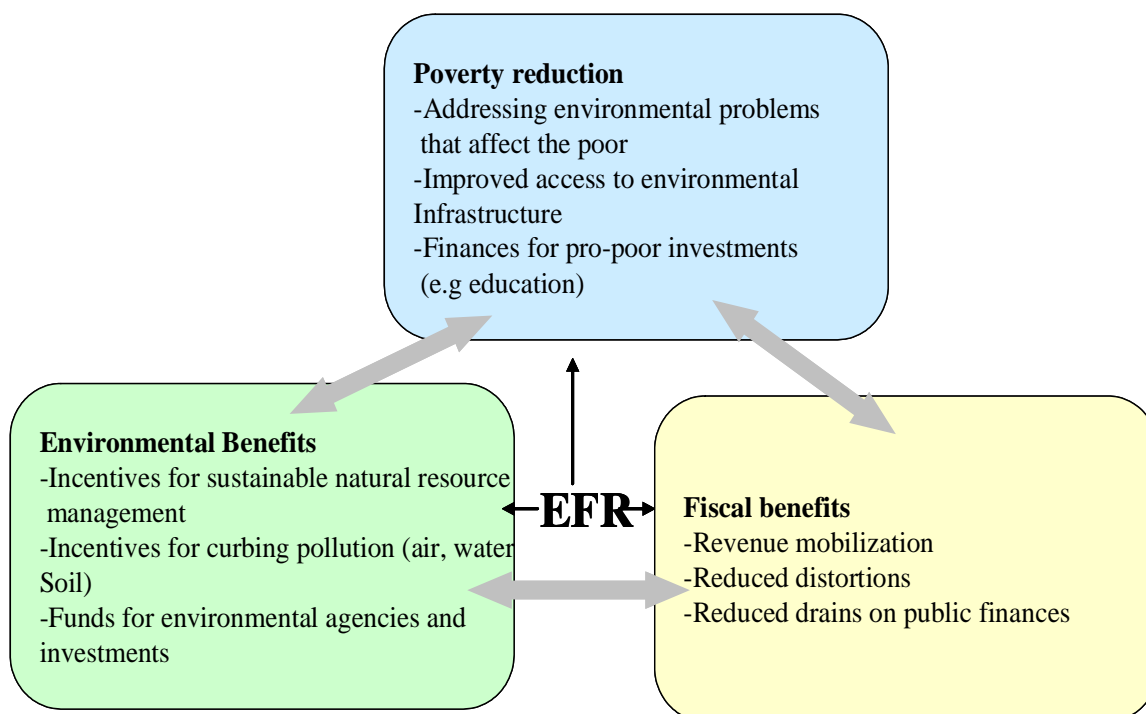 Poverty reduction
-Addressing environmental problems
that affect the poor
-Improved access to environmental
Infrastructure
-Finances for pro-poor investments
(e.g education)
Environmental Benefits
-Incentives for sustainable natural resource
management
-Incentives for curbing pollution (air, water
Soil)
-Funds for environmental agencies and
investments
EFR
Fiscal benefits
-Revenue mobilization
-Reduced distortions
-Reduced drains on public finances